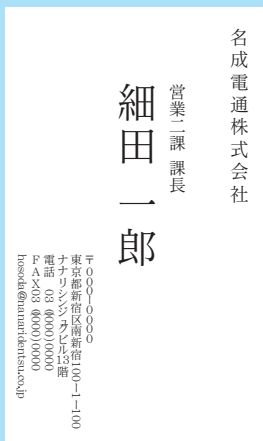 名成電通株式会社
営業二課 課長
細田 一郎
〒000-0000
東京都新宿区南新宿100-1-100
ナナリシンジュクビル13階
電話 03(000)0000
FAX03(000)0000
hosoda@nanaridentsu.co.jp